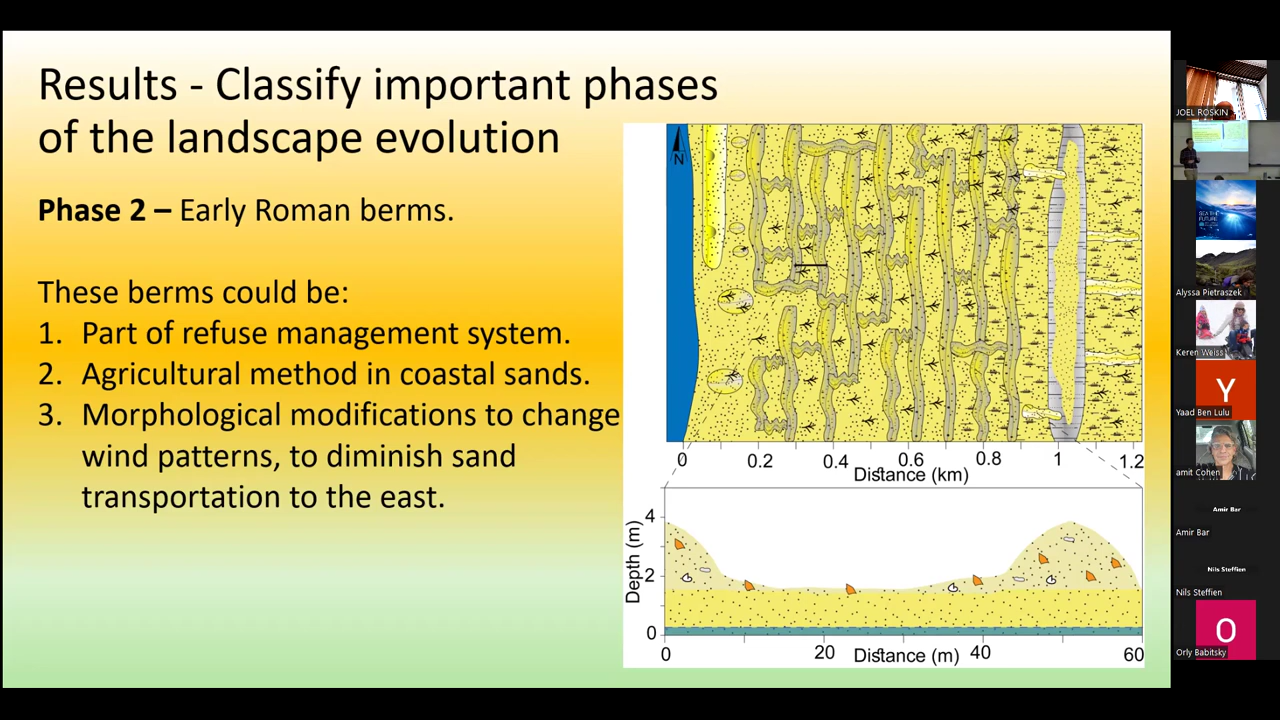 Results - Classify important phases
of the landscape evolution
Phase 2 – Early Roman berms.
These berms could be:
1. Part of refuse management system.
2. Agricultural method in coastal sands.
3. Morphological modifications to change
wind patterns, to diminish sand
transportation to the east.
N
0 0.2 0.4 0.6 0.8 1 1.2
Distance (km)
Depth (m)
4
2
0
0 20 Distance (m) 40 60
JOEL ROSKIN
SEA THE
FUTURE
Alyssa Pietraszek
Keren Weiss
Y
Yaad Ben Lulu
amit Cohen
Amir Bar
Amir Bar
Nils Steffien
Nils Steffien
O
Orly Babitsky